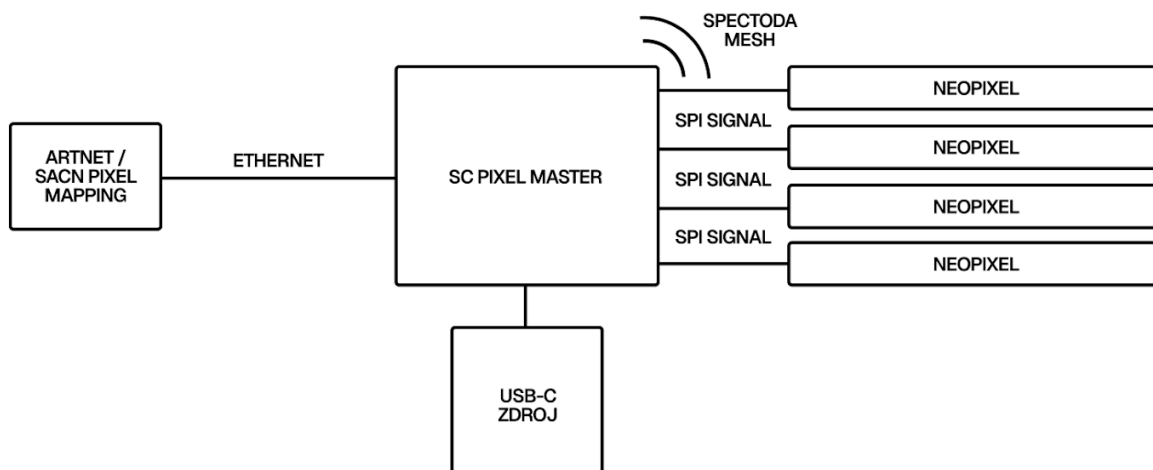 SPECTODA
MESH
ARTNET /
SACN PIXEL
MAPPING
ETHERNET
SC PIXEL MASTER
SPI SIGNAL
SPI SIGNAL
SPI SIGNAL
NEOPIXEL
NEOPIXEL
NEOPIXEL
NEOPIXEL
USB-C
ZDROJ